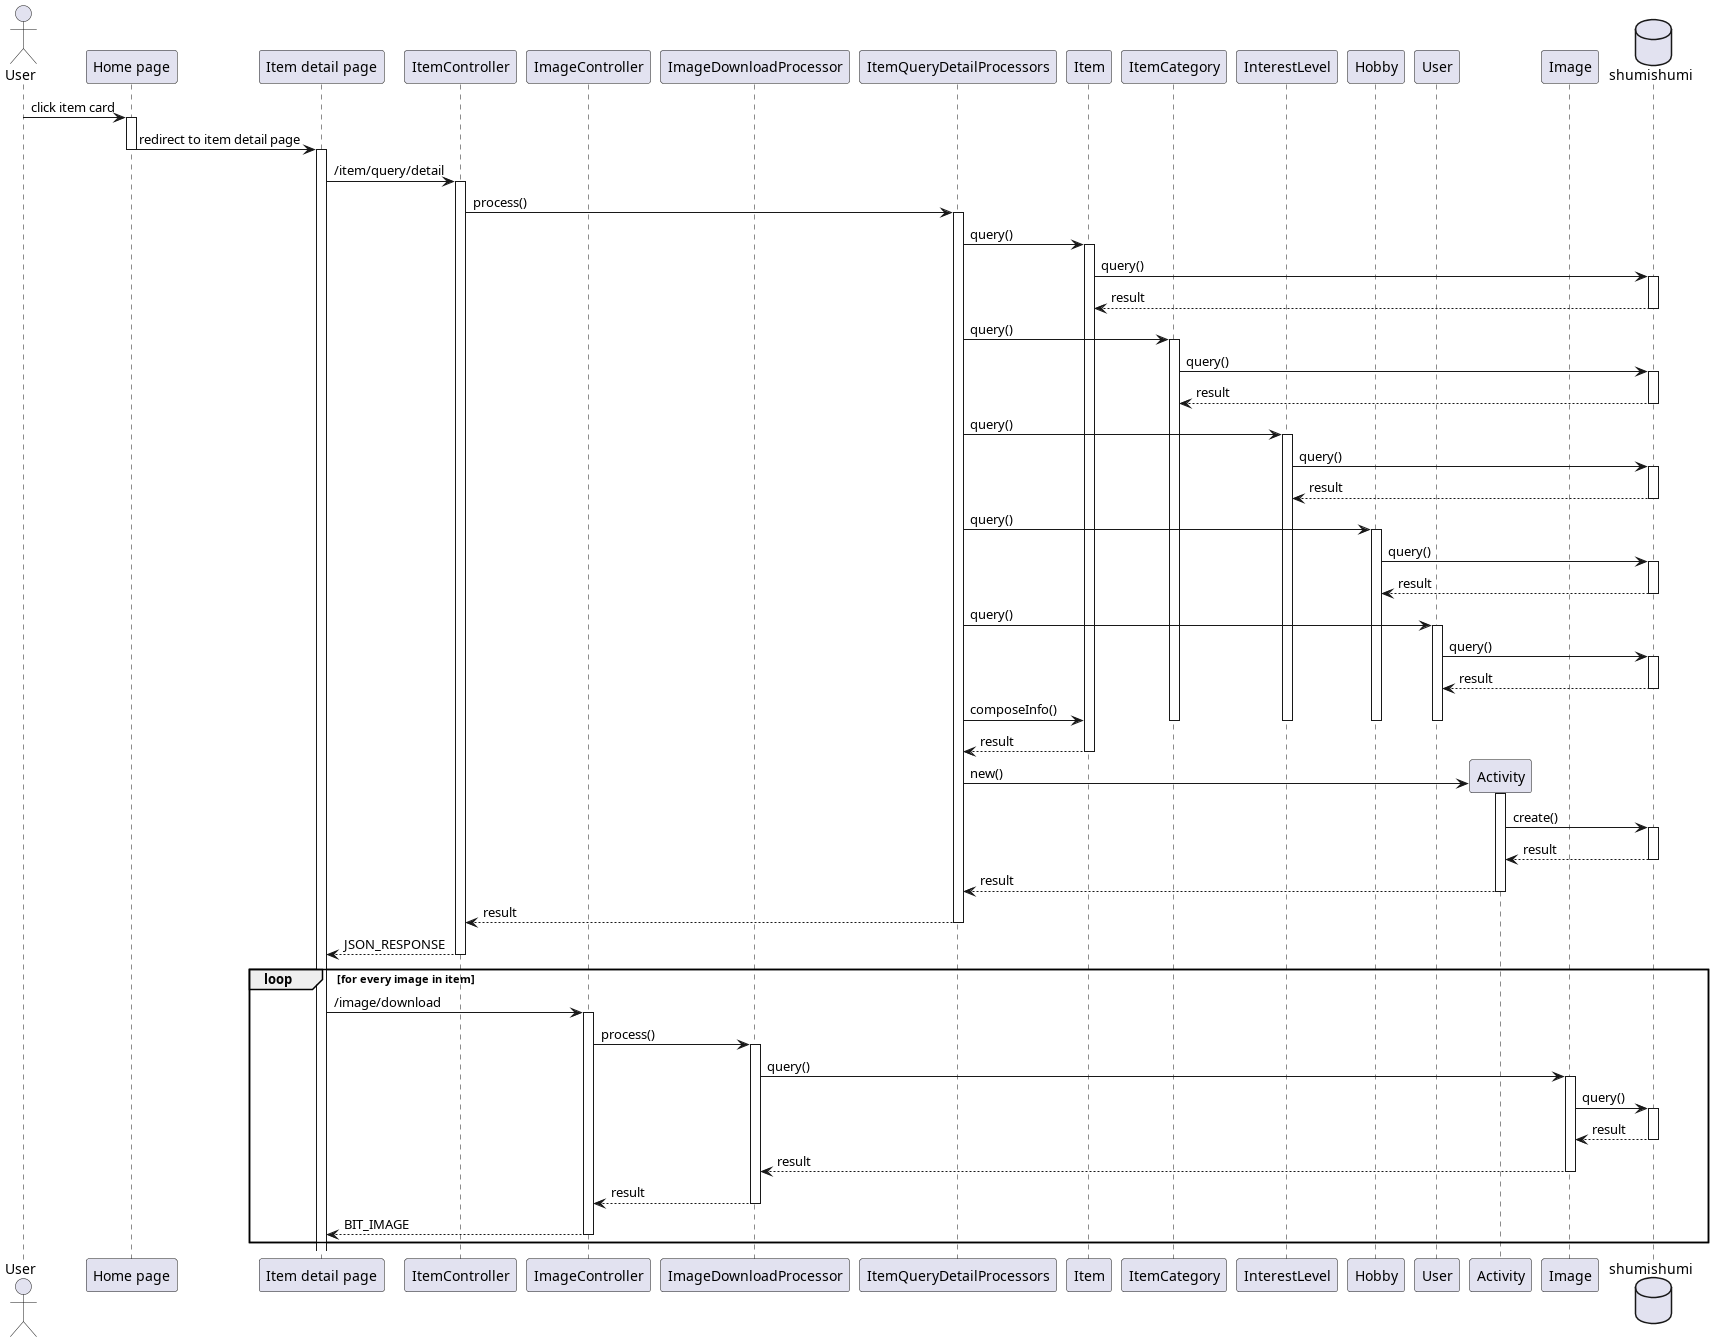 User
Home page
Item detail page
ItemController
ImageController
ImageDownloadProcessor
ItemQueryDetailProcessors
Item
ItemCategory
InterestLevel
Hobby
User
Image
shumishumi
click item card
redirect to item detail page
/item/query/detail
process()
query()
query()
result
query()
query()
result
query()
query()
result
query()
query()
result
query()
query()
result
composeInfo()
result
new()
Activity
create()
result
result
result
JSON_RESPONSE
loop
[for every image in item]
/image/download
process()
query()
query()
result
result
result
BIT_IMAGE
User
Home page
Item detail page
ItemController
ImageController
ImageDownloadProcessor
ItemQueryDetailProcessors
Item
ItemCategory
InterestLevel
Hobby
User
Activity
Image
shumishumi